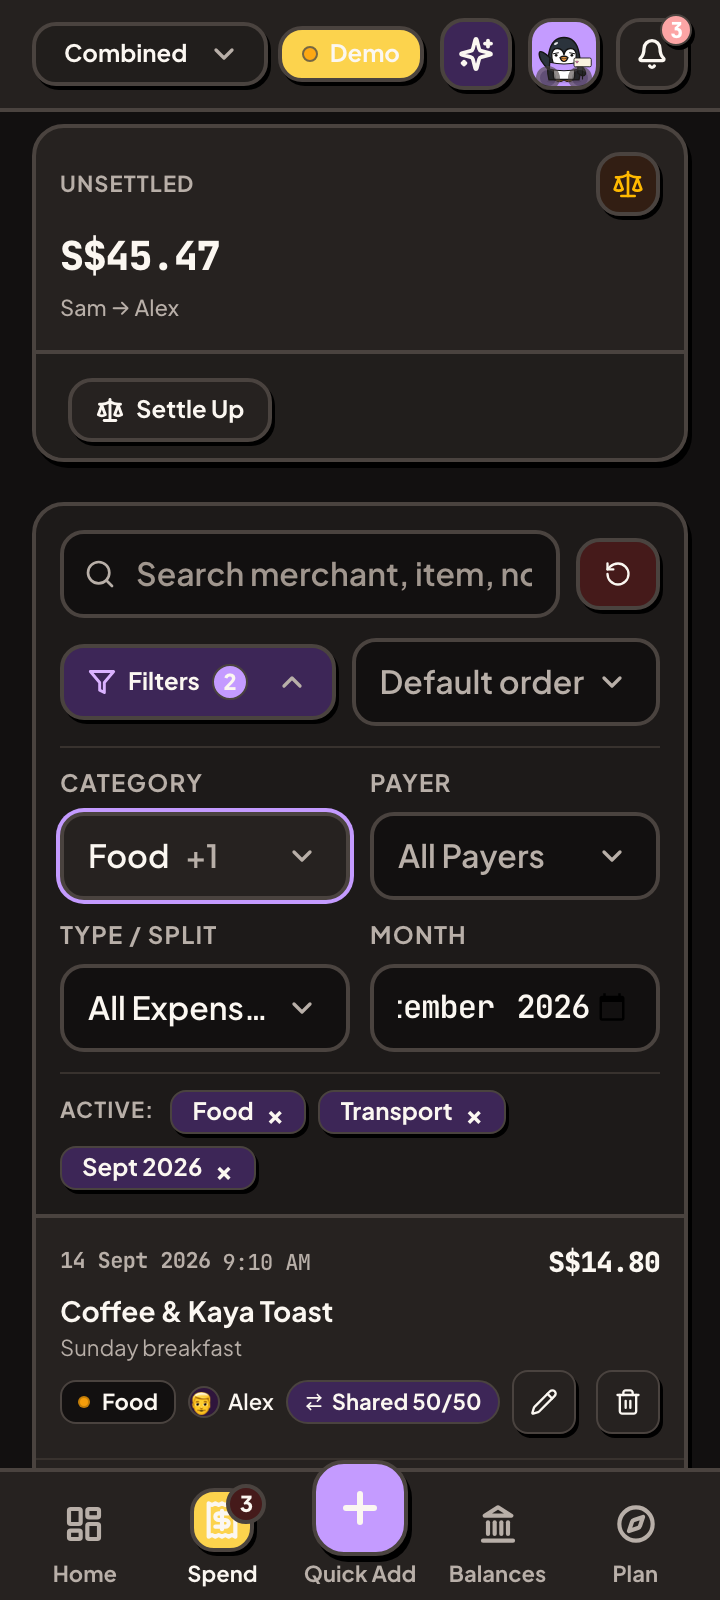 Combined
Demo
3
UNSETTLED
S$45.47
Sam → Alex
Settle Up
Search merchant, item, nc
Filters 2
Default order
CATEGORY
PAYER
Food +1
All Payers
TYPE / SPLIT
MONTH
All Expens...
:ember 2026
ACTIVE: Food × Transport ×
Sept 2026 ×
14 Sept 2026 9:10 AM
S$14.80
Coffee & Kaya Toast
Sunday breakfast
Food
Alex
Shared 50/50
3
Home
Spend
Quick Add
Balances
Plan